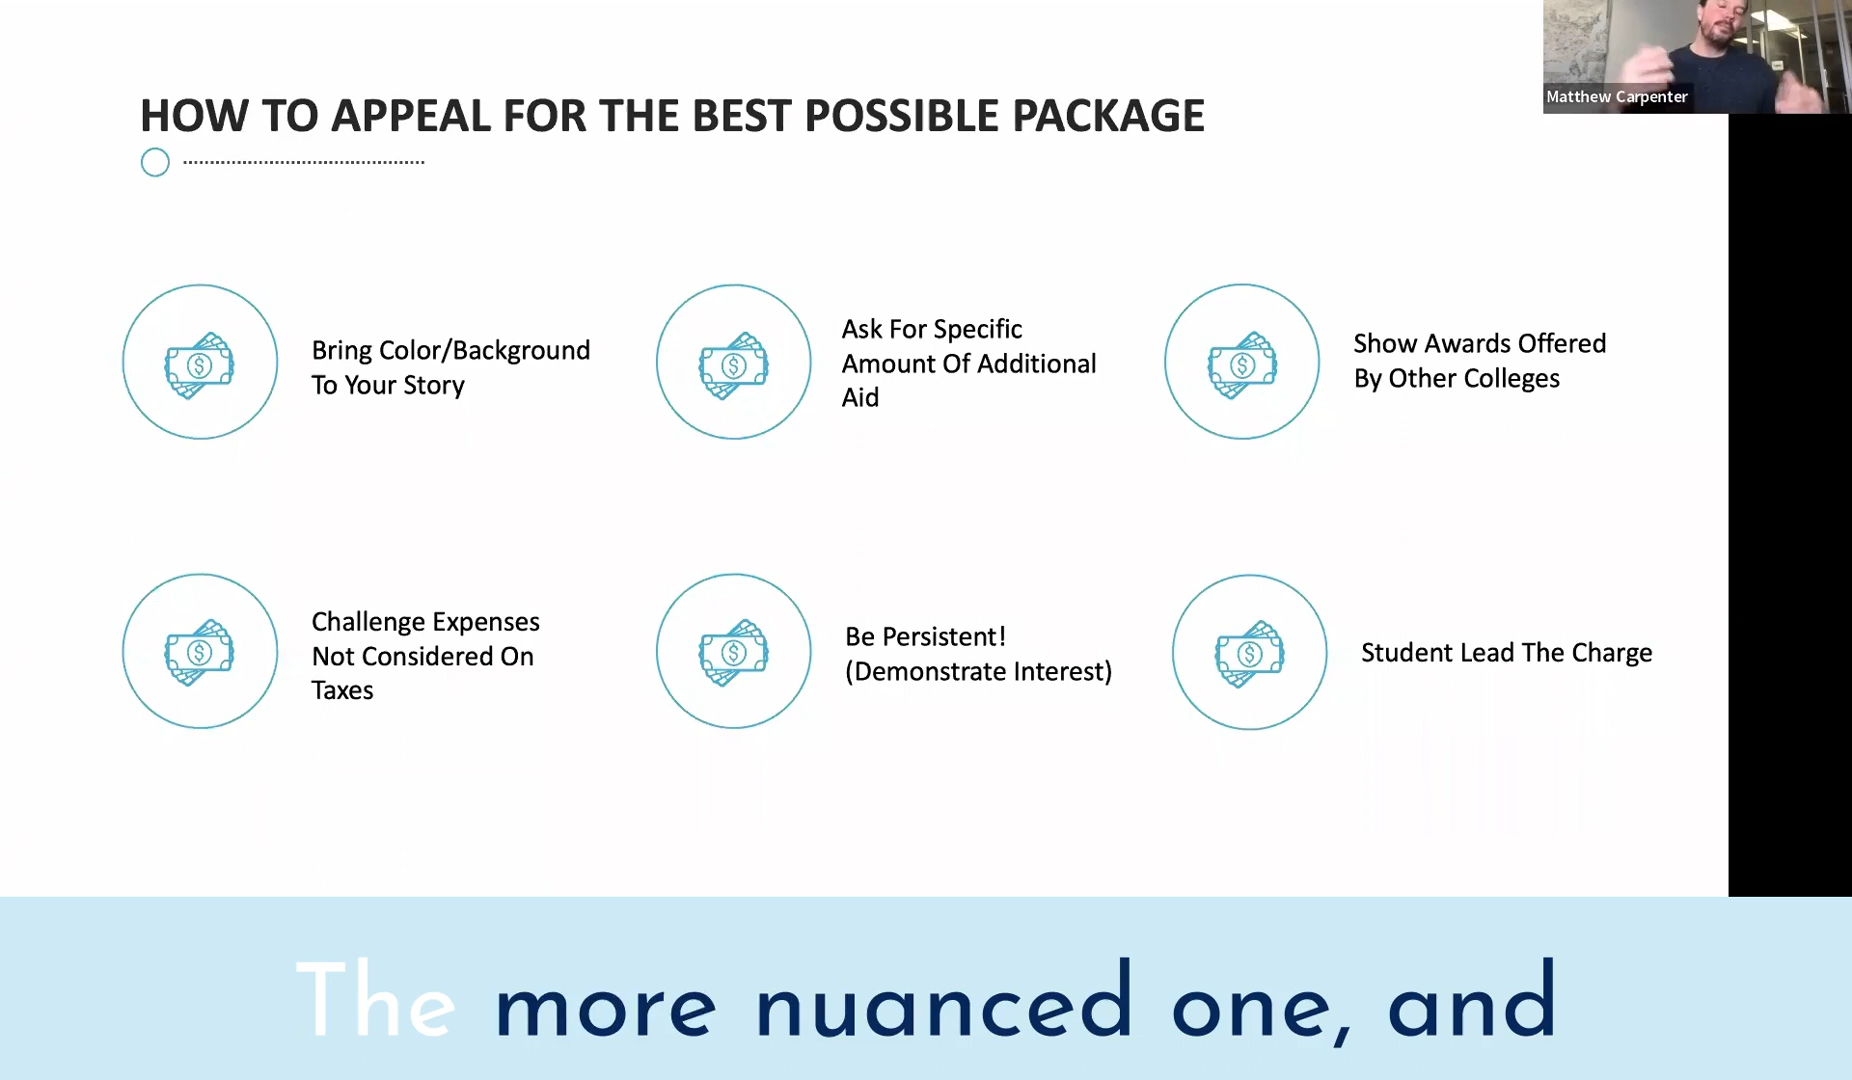 HOW TO APPEAL FOR THE BEST POSSIBLE PACKAGE
Matthew Carpenter
Bring Color/Background
To Your Story
Ask For Specific
Amount Of Additional
Aid
Show Awards Offered
By Other Colleges
Challenge Expenses
Not Considered On
Taxes
Be Persistent!
(Demonstrate Interest)
Student Lead The Charge
The more nuanced one, and